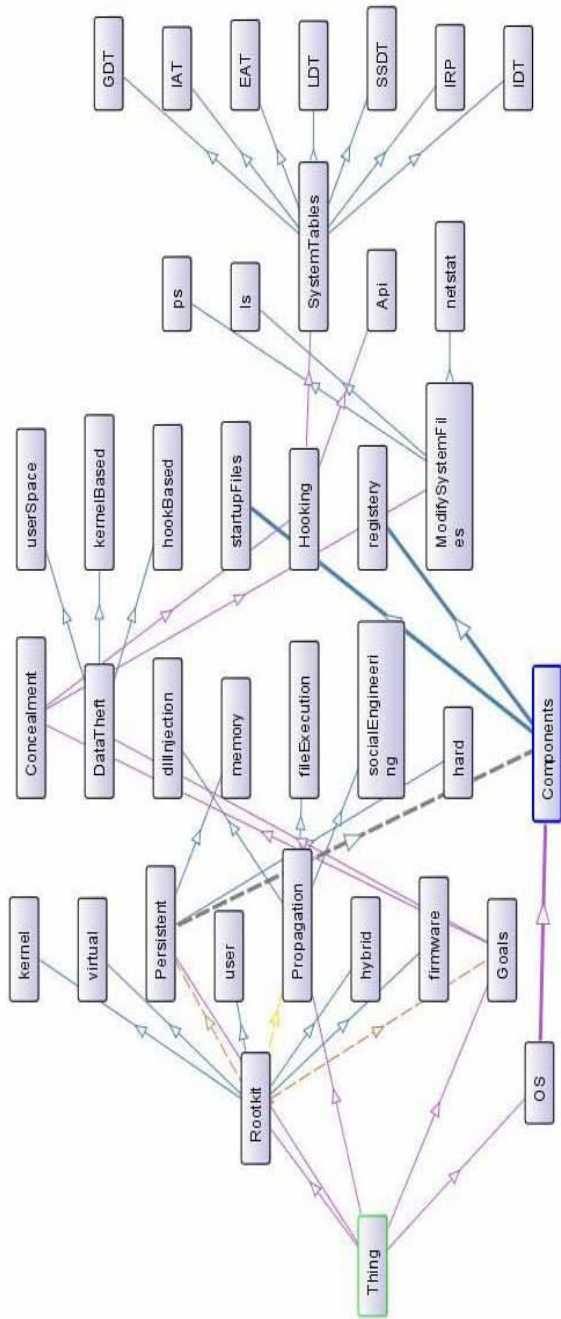 Thing
Rootkit
OS
kernel
virtual
Persistent
user
Propagation
hybrid
firmware
Goals
Concealment
DataTheft
dllInjection
memory
fileExecution
socialEngineeri
ng
hard
Components
userSpace
kernelBased
hookBased
startupFiles
Hooking
registery
ModifySystemFil
es
ps
ls
SystemTables
Api
netstat
GDT
IAT
EAT
LDT
SSDT
IRP
IDT